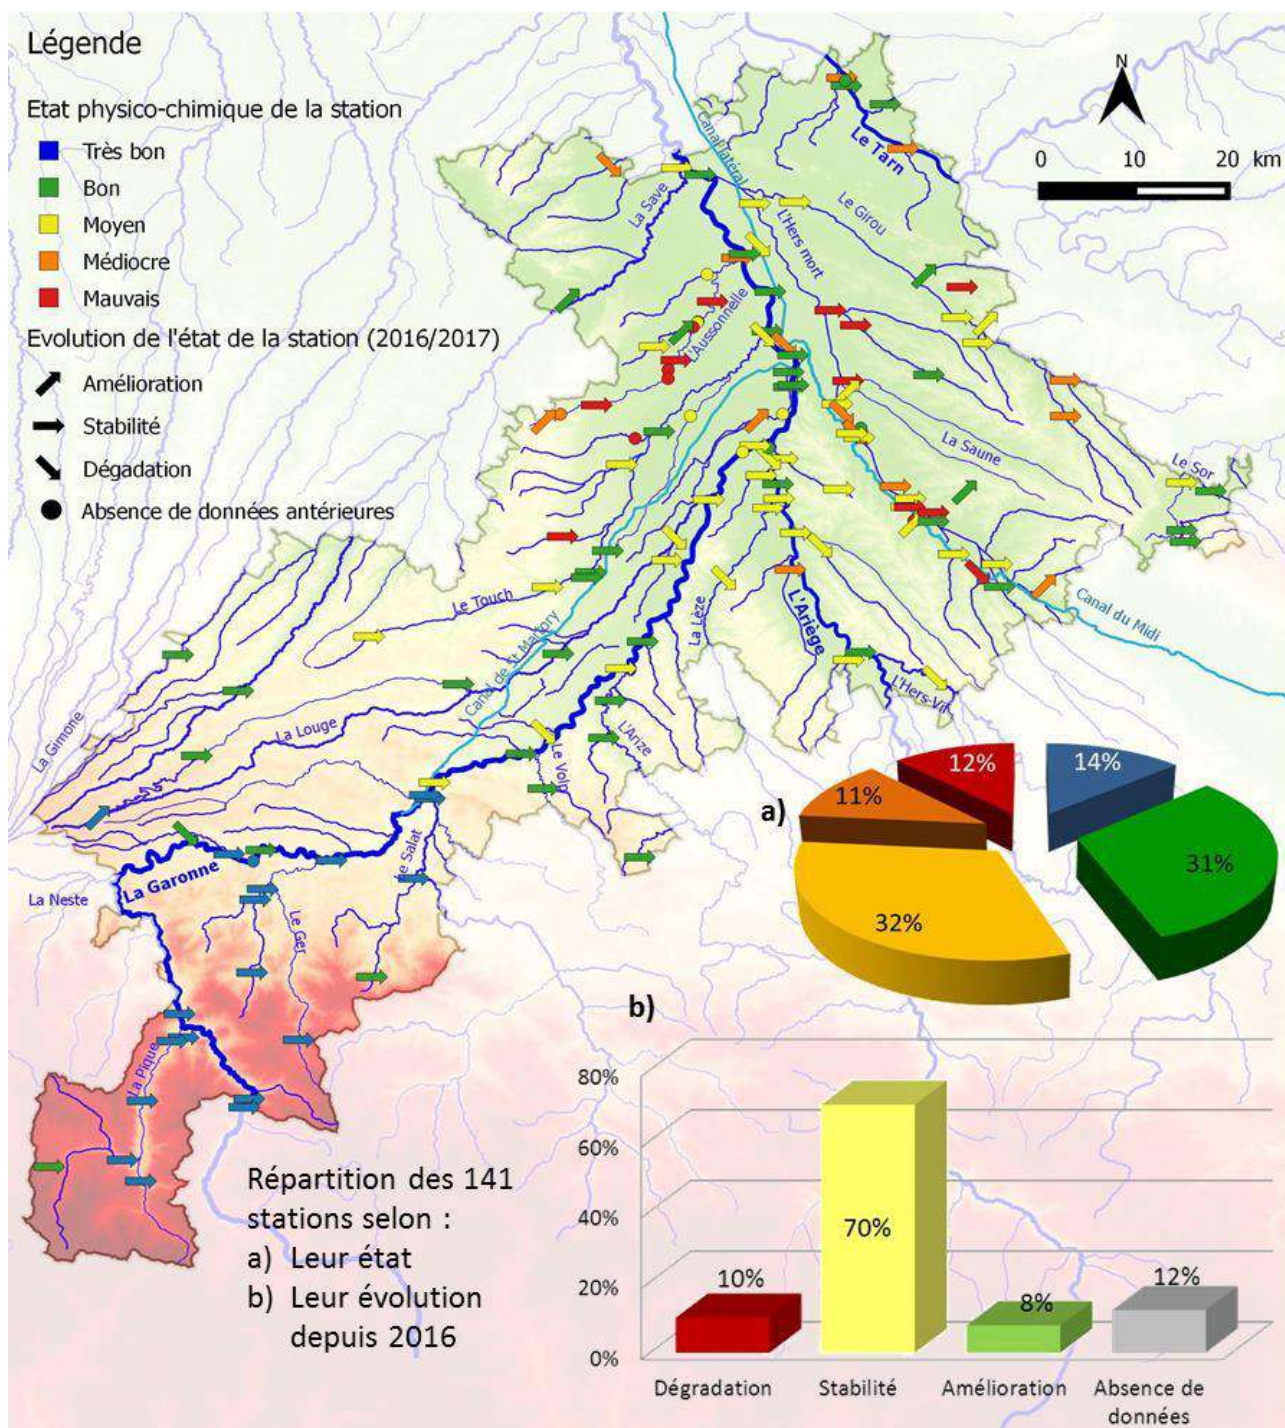 Légende
Etat physico-chimique de la station
Très bon
Bon
Moyen
Médiocre
Mauvais
Evolution de l'état de la station (2016/2017)
Amélioration
Stabilité
Dégadation
Absence de données antérieures
N
0 10 20 km
Canal latéral
Le Tarn
La Save
L'Hers mort
Le Girou
L'Aussonnelle
La Saune
Le Sor
Le Touch
Canal de St Martory
La Lèze
L'Ariège
Canal du Midi
L'Hers-Vif
La Gimone
La Louge
L'Arize
Le Volp
Le Salat
La Garonne
La Neste
Le Ger
La Pique
a)
12%
14%
11%
31%
32%
b)
80%
60%
40%
20%
0%
10%
70%
8%
12%
Dégradation
Stabilité
Amélioration
Absence de
données
Répartition des 141
stations selon :
a) Leur état
b) Leur évolution
depuis 2016